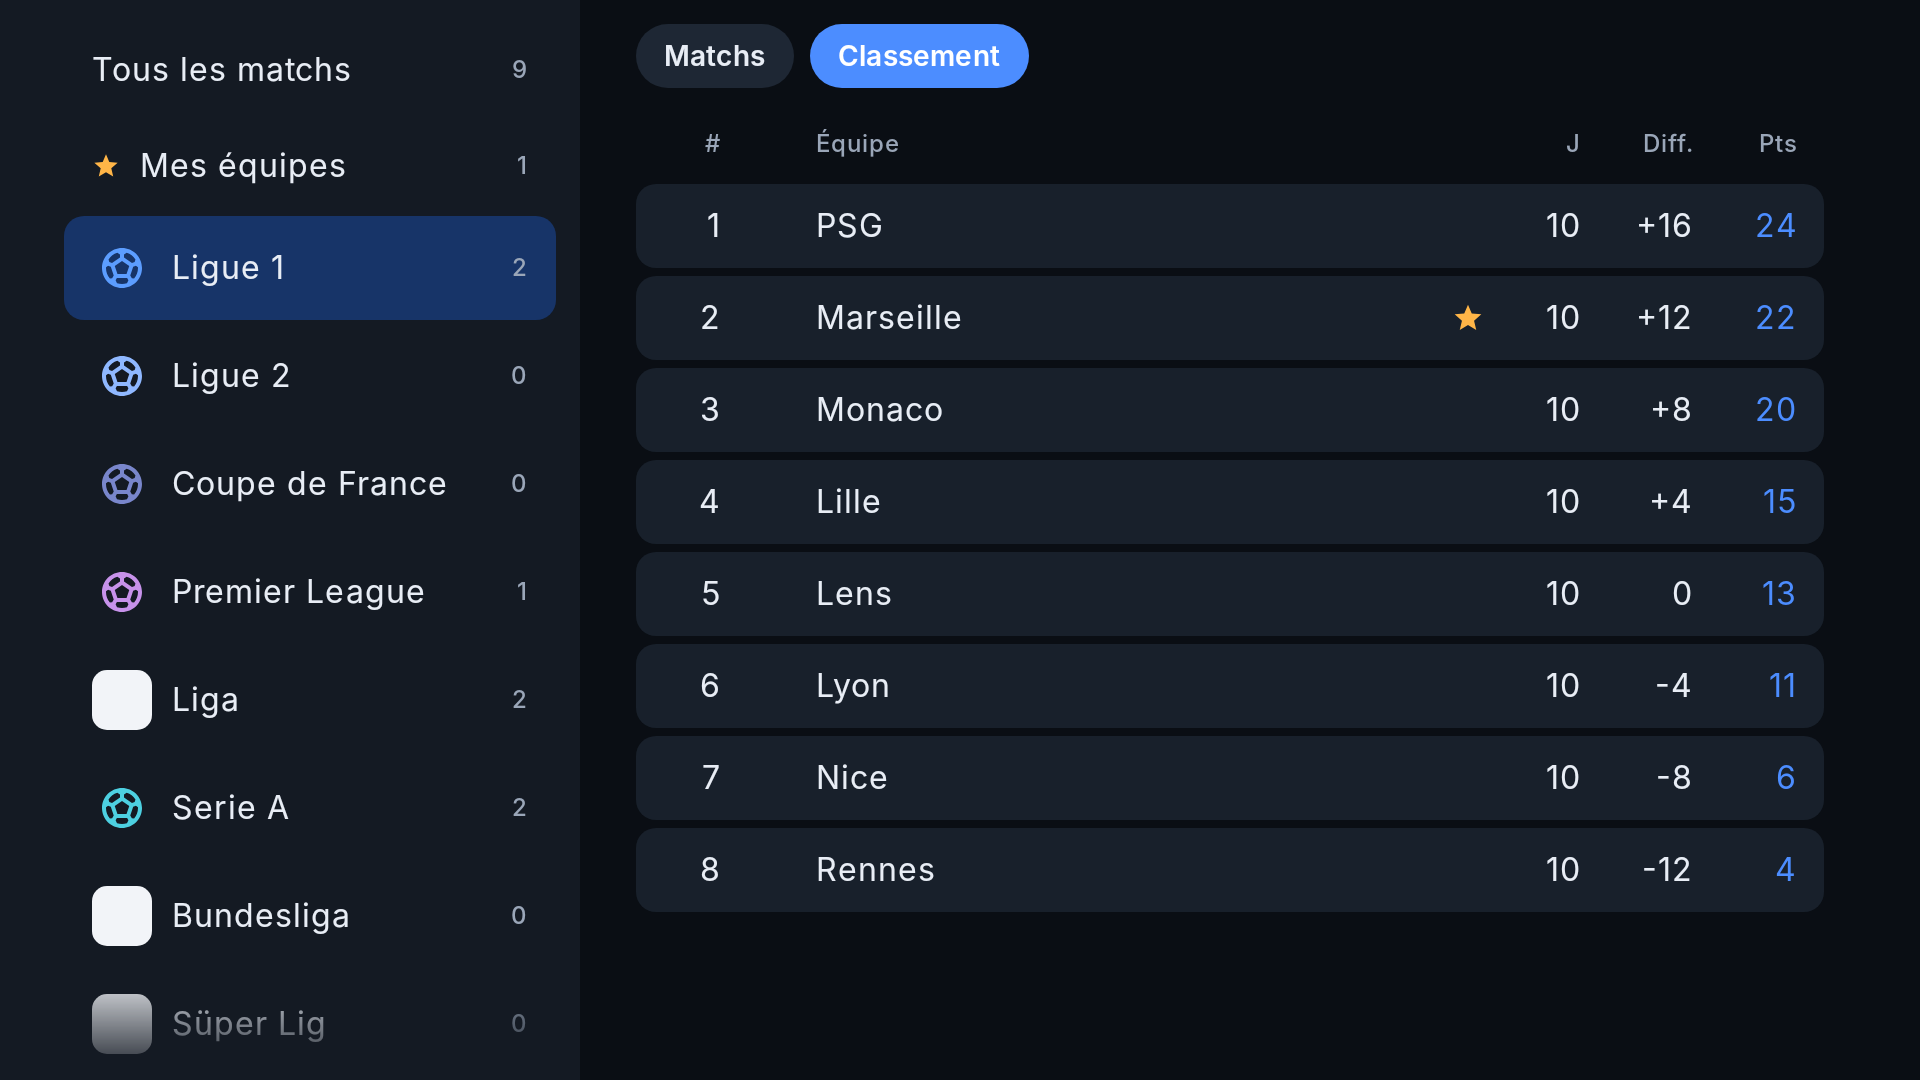 Tous les matchs 9
Mes équipes 1
Ligue 1 2
Ligue 2 0
Coupe de France 0
Premier League 1
Liga 2
Serie A 2
Bundesliga 0
Süper Lig 0
Matchs Classement
# Équipe J Diff. Pts
1 PSG 10 +16 24
2 Marseille 10 +12 22
3 Monaco 10 +8 20
4 Lille 10 +4 15
5 Lens 10 0 13
6 Lyon 10 -4 11
7 Nice 10 -8 6
8 Rennes 10 -12 4